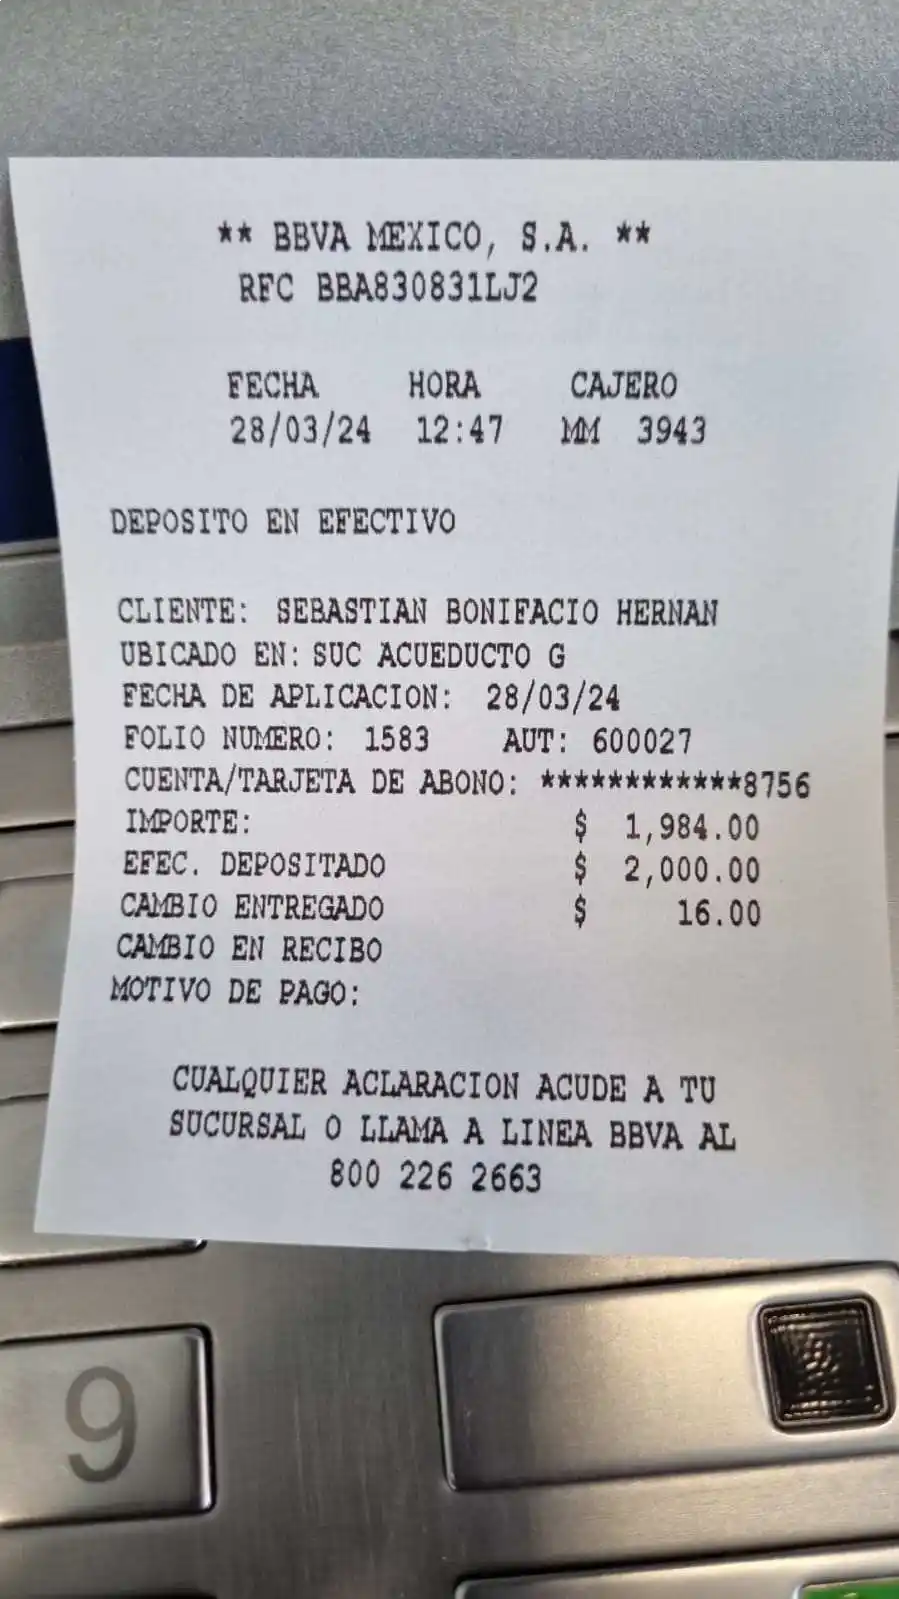 ** BBVA MEXICO, S.A. **
RFC BBA830831LJ2
FECHA HORA CAJERO
28/03/24 12:47 MM 3943
DEPOSITO EN EFECTIVO
CLIENTE: SEBASTIAN BONIFACIO HERNAN
UBICADO EN: SUC ACUEDUCTO G
FECHA DE APLICACION: 28/03/24
FOLIO NUMERO: 1583 AUT: 600027
CUENTA/TARJETA DE ABONO: ************8756
IMPORTE: $ 1,984.00
EFEC. DEPOSITADO $ 2,000.00
CAMBIO ENTREGADO $ 16.00
CAMBIO EN RECIBO
MOTIVO DE PAGO:
CUALQUIER ACLARACION ACUDE A TU
SUCURSAL O LLAMA A LINEA BBVA AL
800 226 2663
9